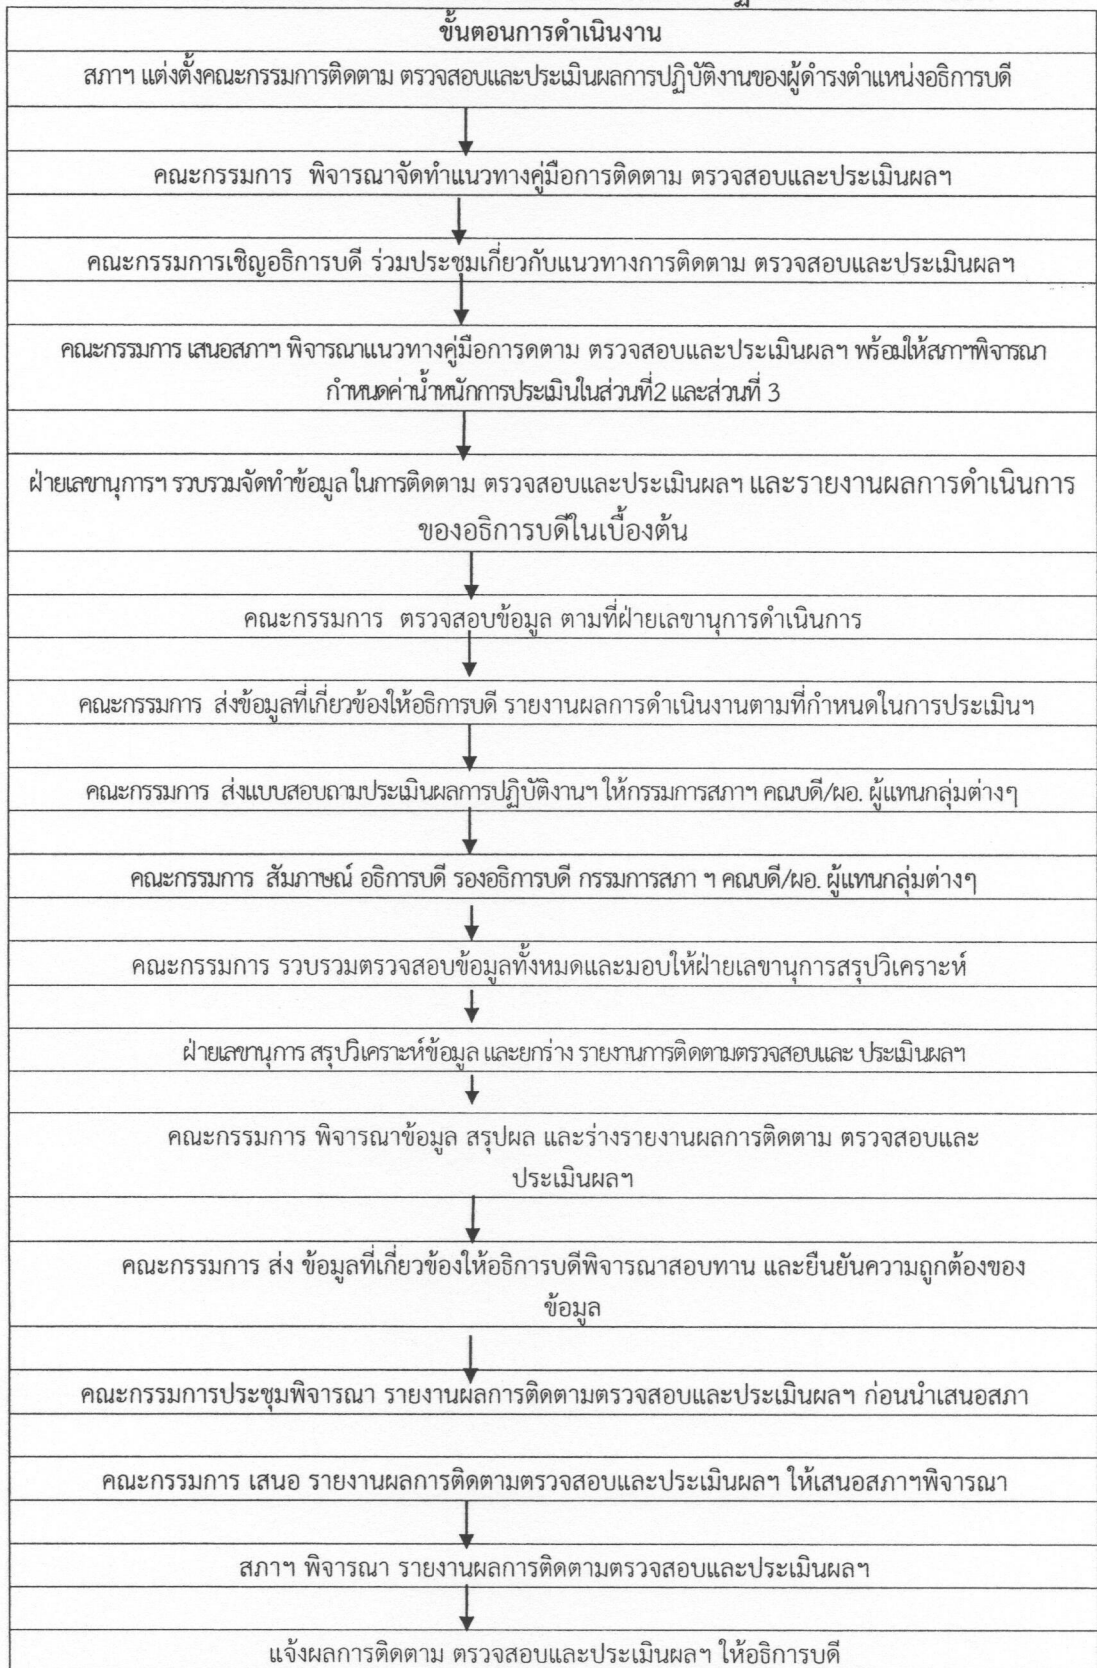 ขั้นตอนการดำเนินงาน
สภาฯ แต่งตั้งคณะกรรมการติดตาม ตรวจสอบและประเมินผลการปฏิบัติงานของผู้ดำรงตำแหน่งอธิการบดี
คณะกรรมการ พิจารณาจัดทำแนวทางคู่มือการติดตาม ตรวจสอบและประเมินผลฯ
คณะกรรมการเชิญอธิการบดี ร่วมประชุมเกี่ยวกับแนวทางการติดตาม ตรวจสอบและประเมินผลฯ
คณะกรรมการ เสนอสภาฯ พิจารณาแนวทางคู่มือการดตาม ตรวจสอบและประเมินผลฯ พร้อมให้สภาฯพิจารณา
กำหนดค่าน้ำหนักการประเมินในส่วนที่2 และส่วนที่ 3
ฝ่ายเลขานุการฯ รวบรวมจัดทำข้อมูล ในการติดตาม ตรวจสอบและประเมินผลฯ และรายงานผลการดำเนินการ
ของอธิการบดีในเบื้องต้น
คณะกรรมการ ตรวจสอบข้อมูล ตามที่ฝ่ายเลขานุการดำเนินการ
คณะกรรมการ ส่งข้อมูลที่เกี่ยวข้องให้อธิการบดี รายงานผลการดำเนินงานตามที่กำหนดในการประเมินฯ
คณะกรรมการ ส่งแบบสอบถามประเมินผลการปฏิบัติงานฯ ให้กรรมการสภาฯ คณบดี/ผอ. ผู้แทนกลุ่มต่างๆ
คณะกรรมการ สัมภาษณ์ อธิการบดี รองอธิการบดี กรรมการสภา ฯ คณบดี/ผอ. ผู้แทนกลุ่มต่างๆ
คณะกรรมการ รวบรวมตรวจสอบข้อมูลทั้งหมดและมอบให้ฝ่ายเลขานุการสรุปวิเคราะห์
ฝ่ายเลขานุการ สรุปวิเคราะห์ข้อมูล และยกร่าง รายงานการติดตามตรวจสอบและ ประเมินผลฯ
คณะกรรมการ พิจารณาข้อมูล สรุปผล และร่างรายงานผลการติดตาม ตรวจสอบและ
ประเมินผลฯ
คณะกรรมการ ส่ง ข้อมูลที่เกี่ยวข้องให้อธิการบดีพิจารณาสอบทาน และยืนยันความถูกต้องของ
ข้อมูล
คณะกรรมการประชุมพิจารณา รายงานผลการติดตามตรวจสอบและประเมินผลฯ ก่อนนำเสนอสภา
คณะกรรมการ เสนอ รายงานผลการติดตามตรวจสอบและประเมินผลฯ ให้เสนอสภาฯพิจารณา
สภาฯ พิจารณา รายงานผลการติดตามตรวจสอบและประเมินผลฯ
แจ้งผลการติดตาม ตรวจสอบและประเมินผลฯ ให้อธิการบดี